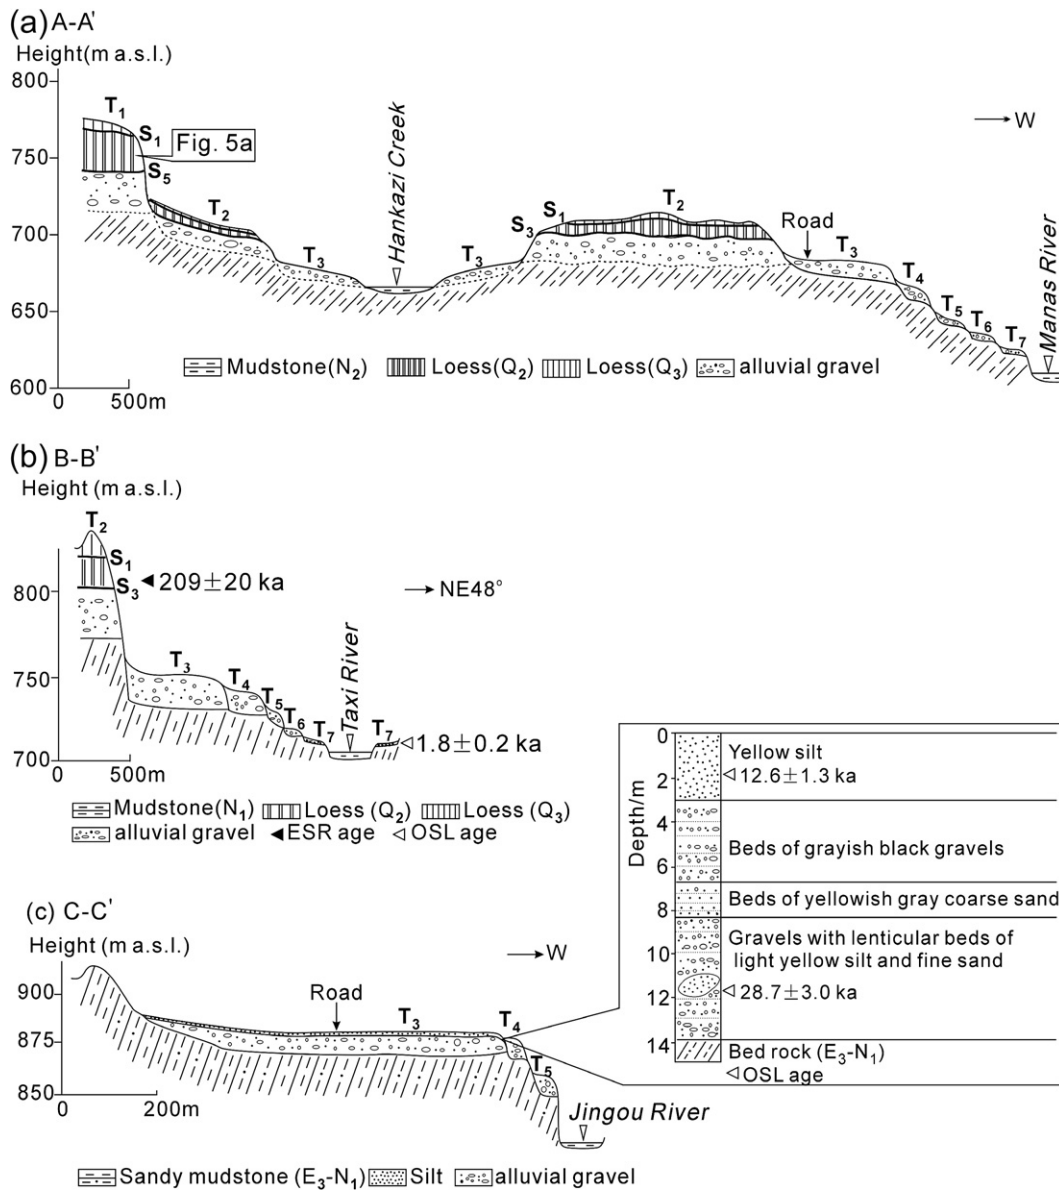 (a) A-A'
Height(m a.s.l.)
800
750
700
650
600
0 500m
T1
S1
Fig. 5a
S5
T2
T3
Hankazi Creek
T3
S3
S1
T2
Road
T3
T4
T5
T6
T7
Manas River
→ W
Mudstone(N2) Loess(Q2) Loess(Q3) alluvial gravel
(b) B-B'
Height (m a.s.l.)
800
750
700
0 500m
T2
S1
S3
209±20 ka
→ NE48°
T3
T4
T5
T6
T7
Taxi River
T7
1.8±0.2 ka
Mudstone(N1) Loess (Q2) Loess (Q3)
alluvial gravel ESR age OSL age
(c) C-C'
Height (m a.s.l.)
900
875
850
0 200m
→ W
Road
T3
T4
T5
Jingou River
Sandy mudstone (E3-N1) Silt alluvial gravel
Depth/m
0
2
4
6
8
10
12
14
Yellow silt
12.6±1.3 ka
Beds of grayish black gravels
Beds of yellowish gray coarse sand
Gravels with lenticular beds of
light yellow silt and fine sand
28.7±3.0 ka
Bed rock (E3-N1)
OSL age